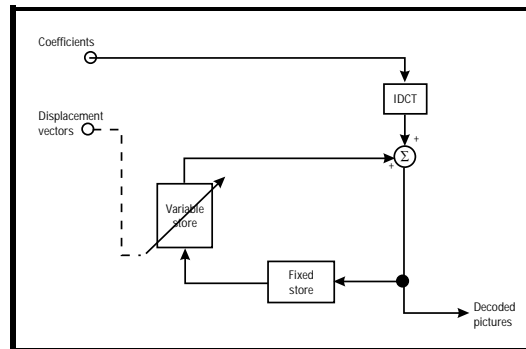 Coefficients
IDCT
Displacement
vectors
+
+
Σ
Variable
store
Fixed
store
Decoded
pictures